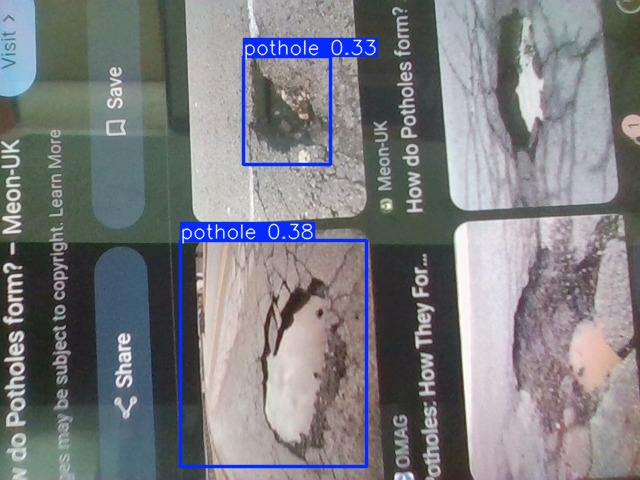 Visit >
w do Potholes form? – Meon-UK
ges may be subject to copyright. Learn More
Save
Share
pothole 0.33
pothole 0.38
Meon-UK
How do Potholes form?
OMAG
Potholes: How They For...
1